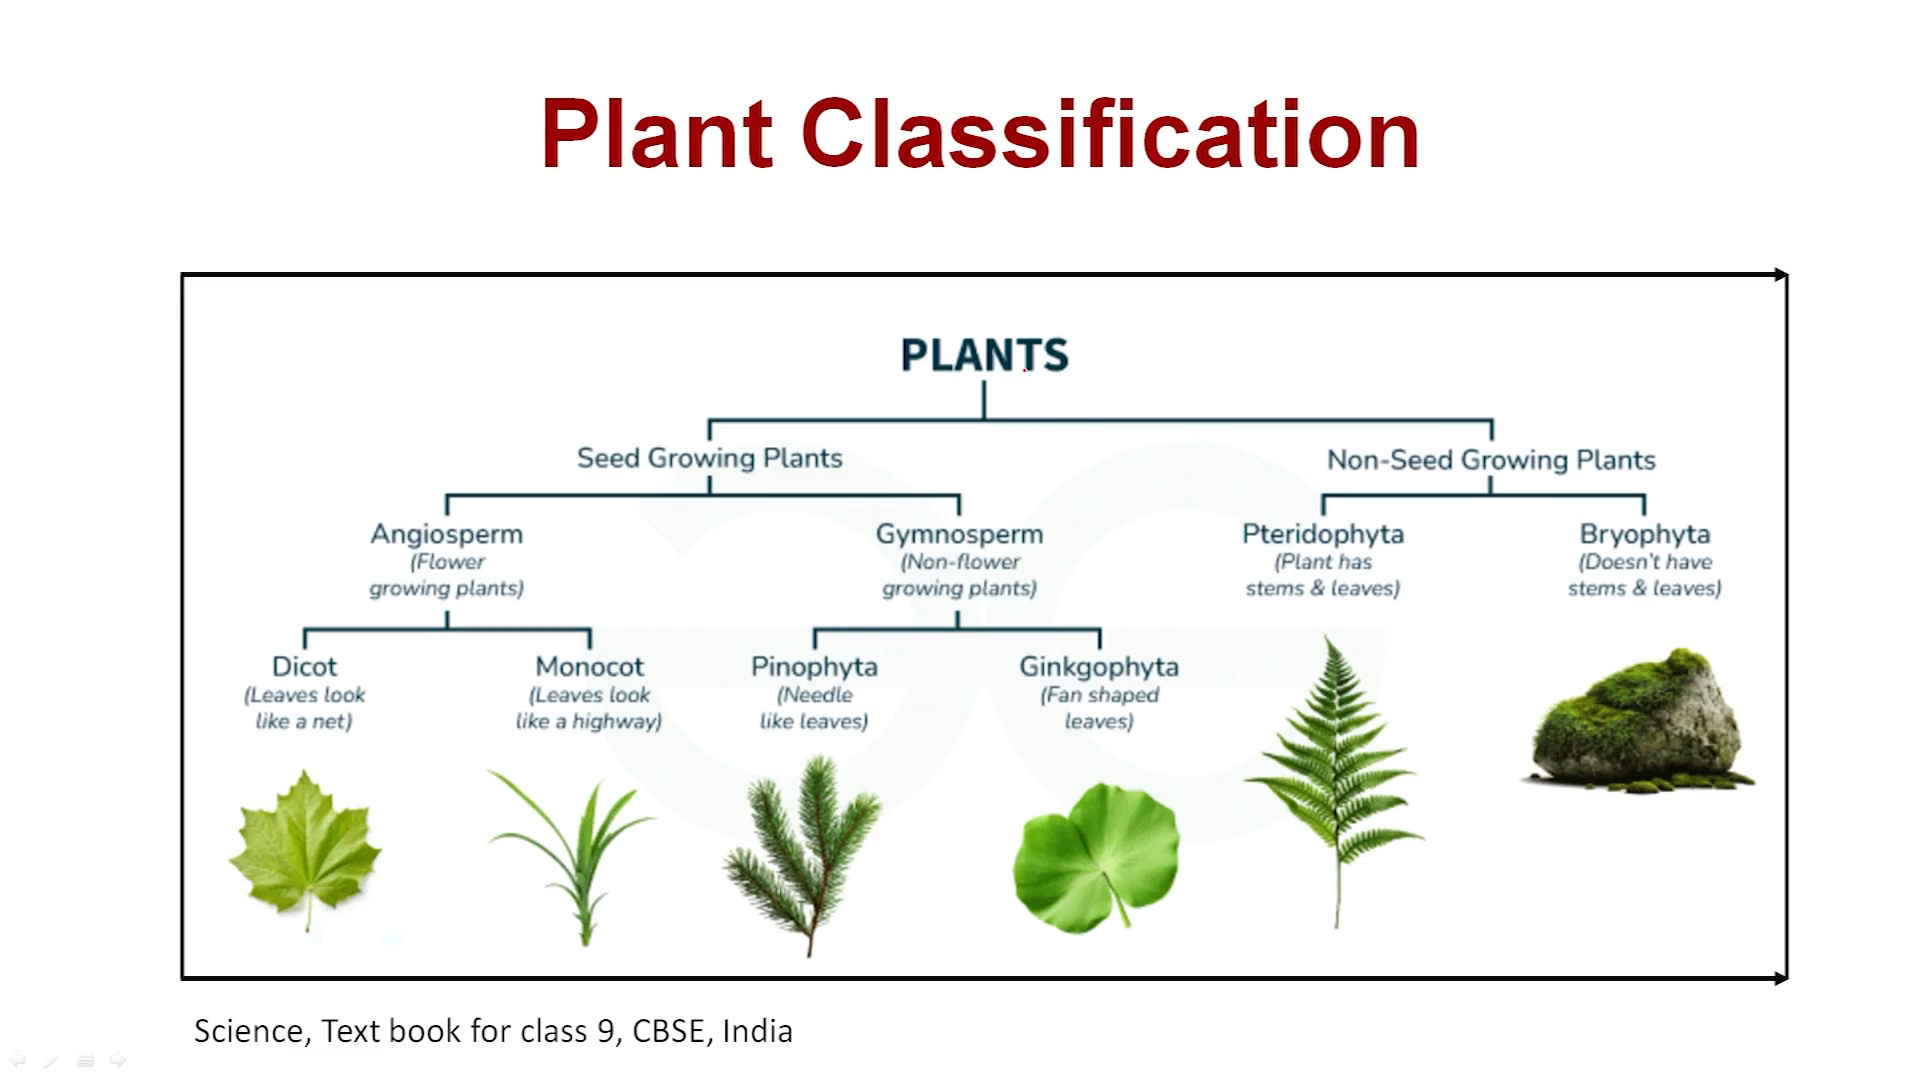 Plant Classification
PLANTS
Seed Growing Plants
Non-Seed Growing Plants
Angiosperm
(Flower
growing plants)
Gymnosperm
(Non-flower
growing plants)
Pteridophyta
(Plant has
stems & leaves)
Bryophyta
(Doesn't have
stems & leaves)
Dicot
(Leaves look
like a net)
Monocot
(Leaves look
like a highway)
Pinophyta
(Needle
like leaves)
Ginkgophyta
(Fan shaped
leaves)
Science, Text book for class 9, CBSE, India